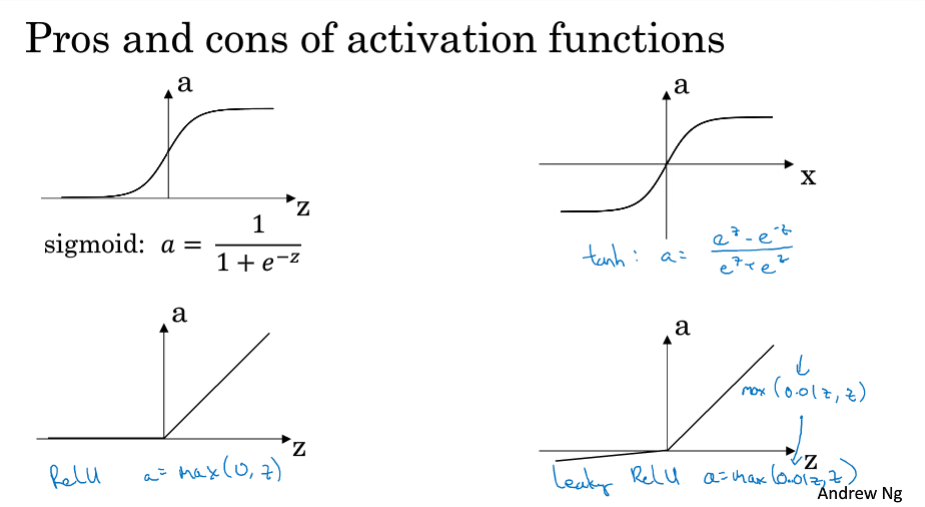 Pros and cons of activation functions
a
z
sigmoid: a = 1 / (1 + e^−z)
a
x
tanh: a = (e^z - e^-z) / (e^z + e^z)
a
z
ReLU a = max(0, z)
a
max(0.01z, z)
z
Leaky ReLU a = max(0.01z, z)
Andrew Ng